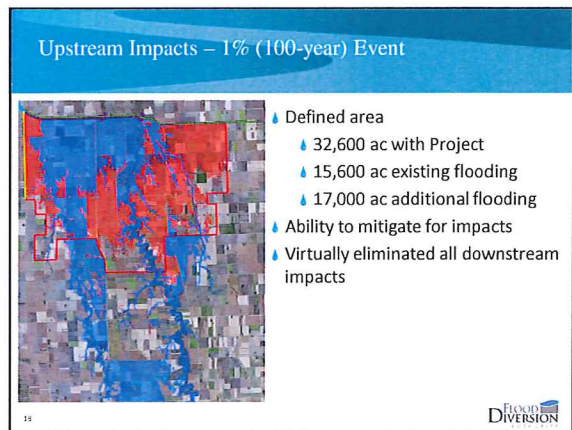 Upstream Impacts – 1% (100-year) Event
Defined area
32,600 ac with Project
15,600 ac existing flooding
17,000 ac additional flooding
Ability to mitigate for impacts
Virtually eliminated all downstream
impacts
FLOOD
DIVERSION